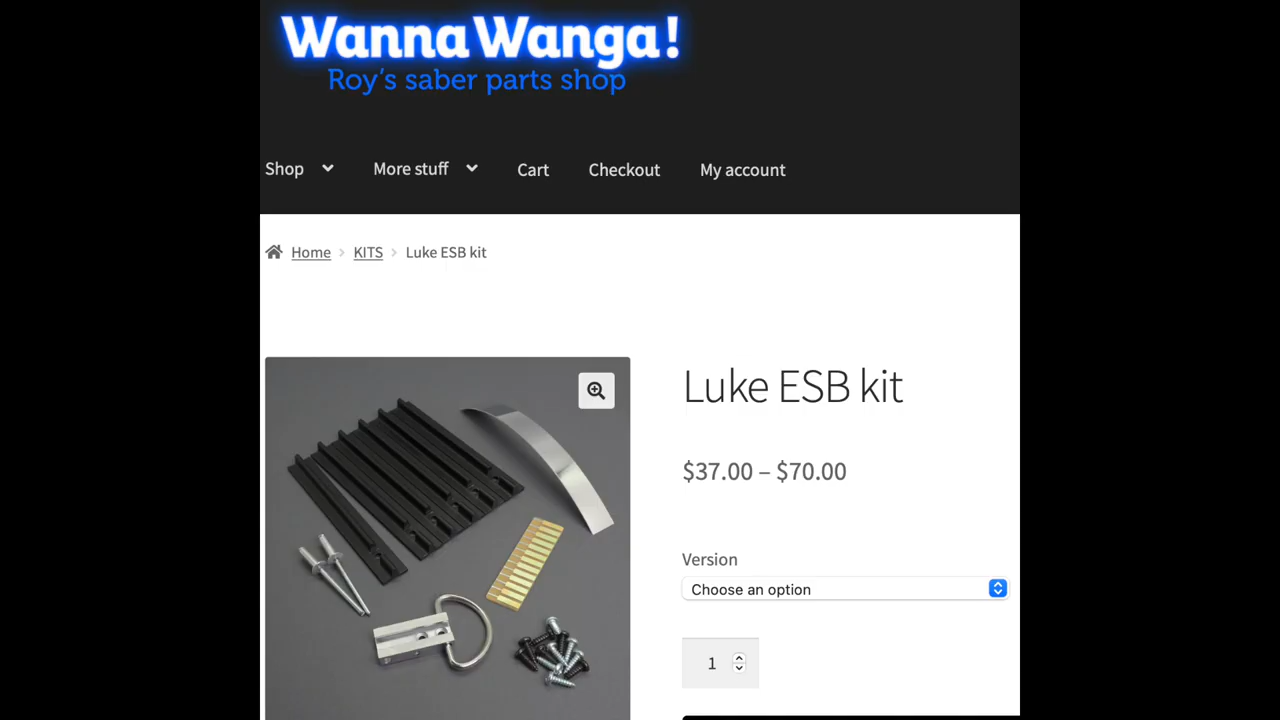 WannaWanga!
Roy's saber parts shop
Shop More stuff Cart Checkout My account
Home > KITS > Luke ESB kit
Luke ESB kit
$37.00 – $70.00
Version
Choose an option
1